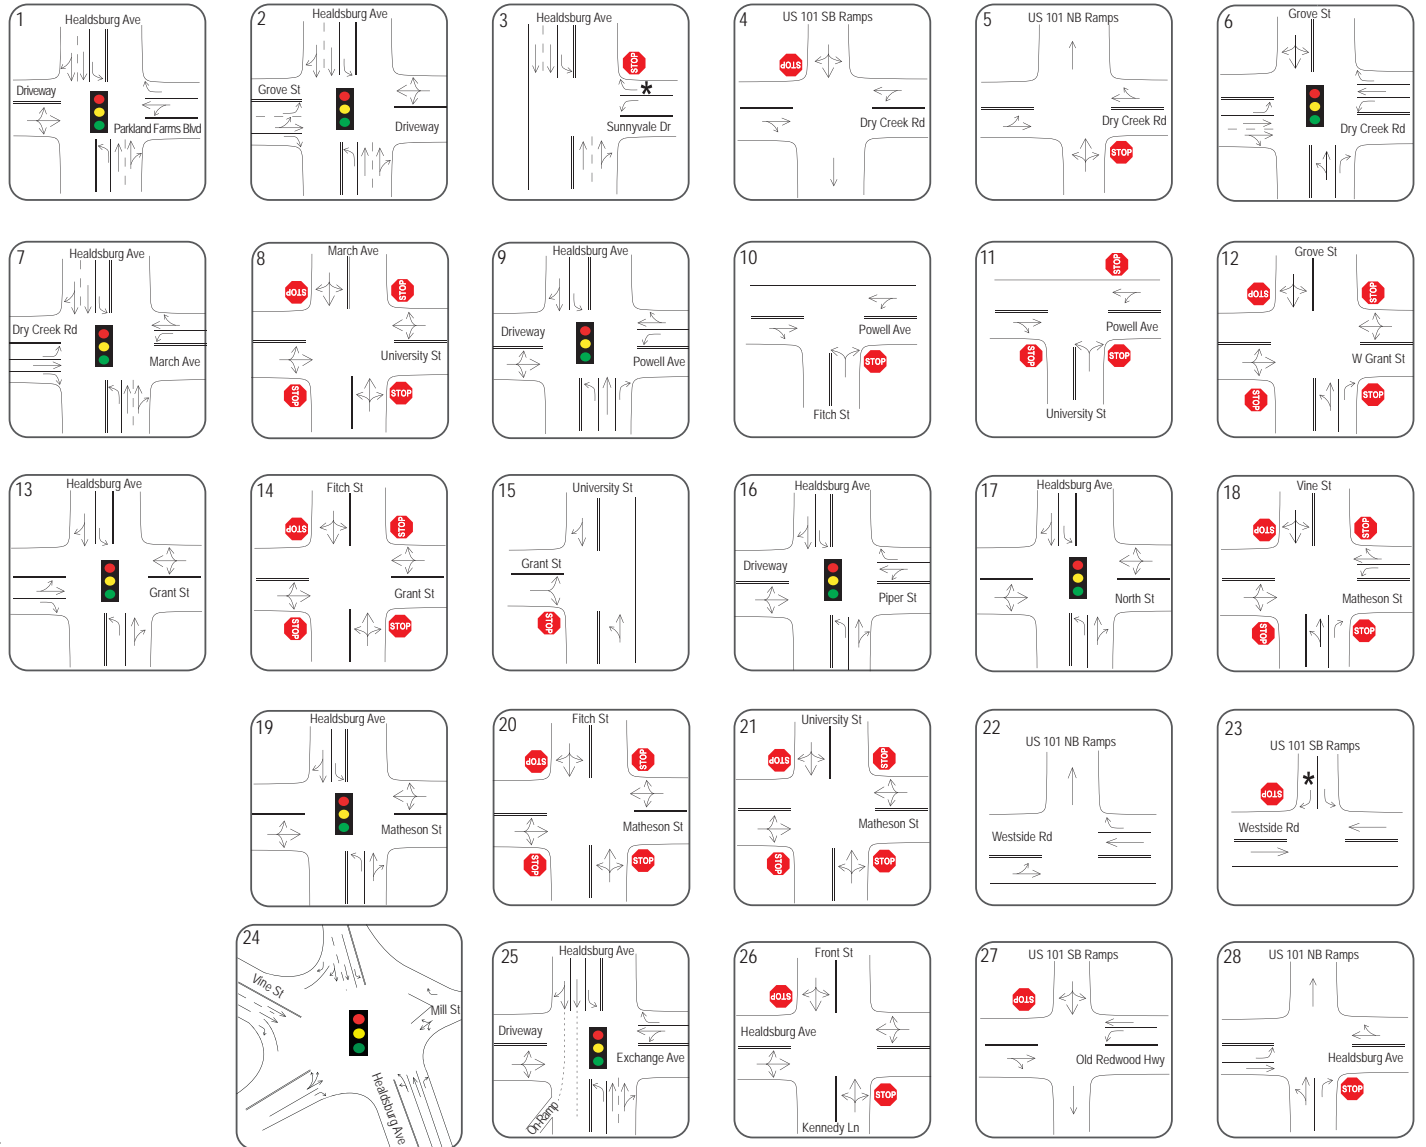 1
Healdsburg Ave
Driveway
Parkland Farms Blvd
2
Healdsburg Ave
Grove St
Driveway
3
Healdsburg Ave
STOP
*
Sunnyvale Dr
4
US 101 SB Ramps
STOP
Dry Creek Rd
5
US 101 NB Ramps
Dry Creek Rd
STOP
6
Grove St
Dry Creek Rd
7
Healdsburg Ave
Dry Creek Rd
March Ave
8
March Ave
STOP
STOP
University St
STOP
STOP
9
Healdsburg Ave
Driveway
Powell Ave
10
Powell Ave
STOP
Fitch St
11
STOP
Powell Ave
STOP
STOP
University St
12
Grove St
STOP
STOP
W Grant St
STOP
STOP
13
Healdsburg Ave
Grant St
14
Fitch St
STOP
STOP
Grant St
STOP
STOP
15
University St
Grant St
STOP
16
Healdsburg Ave
Driveway
Piper St
17
Healdsburg Ave
North St
18
Vine St
STOP
STOP
Matheson St
STOP
STOP
19
Healdsburg Ave
Matheson St
20
Fitch St
STOP
STOP
Matheson St
STOP
STOP
21
University St
STOP
STOP
Matheson St
STOP
STOP
22
US 101 NB Ramps
Westside Rd
23
US 101 SB Ramps
*
STOP
Westside Rd
24
Vine St
Mill St
Healdsburg Ave
25
Healdsburg Ave
Driveway
Exchange Ave
On-Ramp
26
Front St
STOP
Healdsburg Ave
STOP
Kennedy Ln
27
US 101 SB Ramps
STOP
Old Redwood Hwy
28
US 101 NB Ramps
Healdsburg Ave
STOP